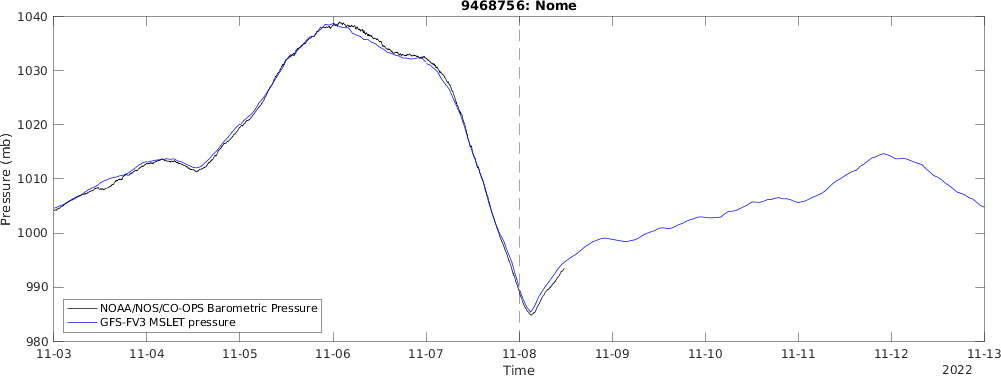 9468756: Nome
1040
1030
1020
1010
1000
990
980
Pressure (mb)
NOAA/NOS/CO-OPS Barometric Pressure
GFS-FV3 MSLET pressure
11-03 11-04 11-05 11-06 11-07 11-08 11-09 11-10 11-11 11-12 11-13
Time
2022